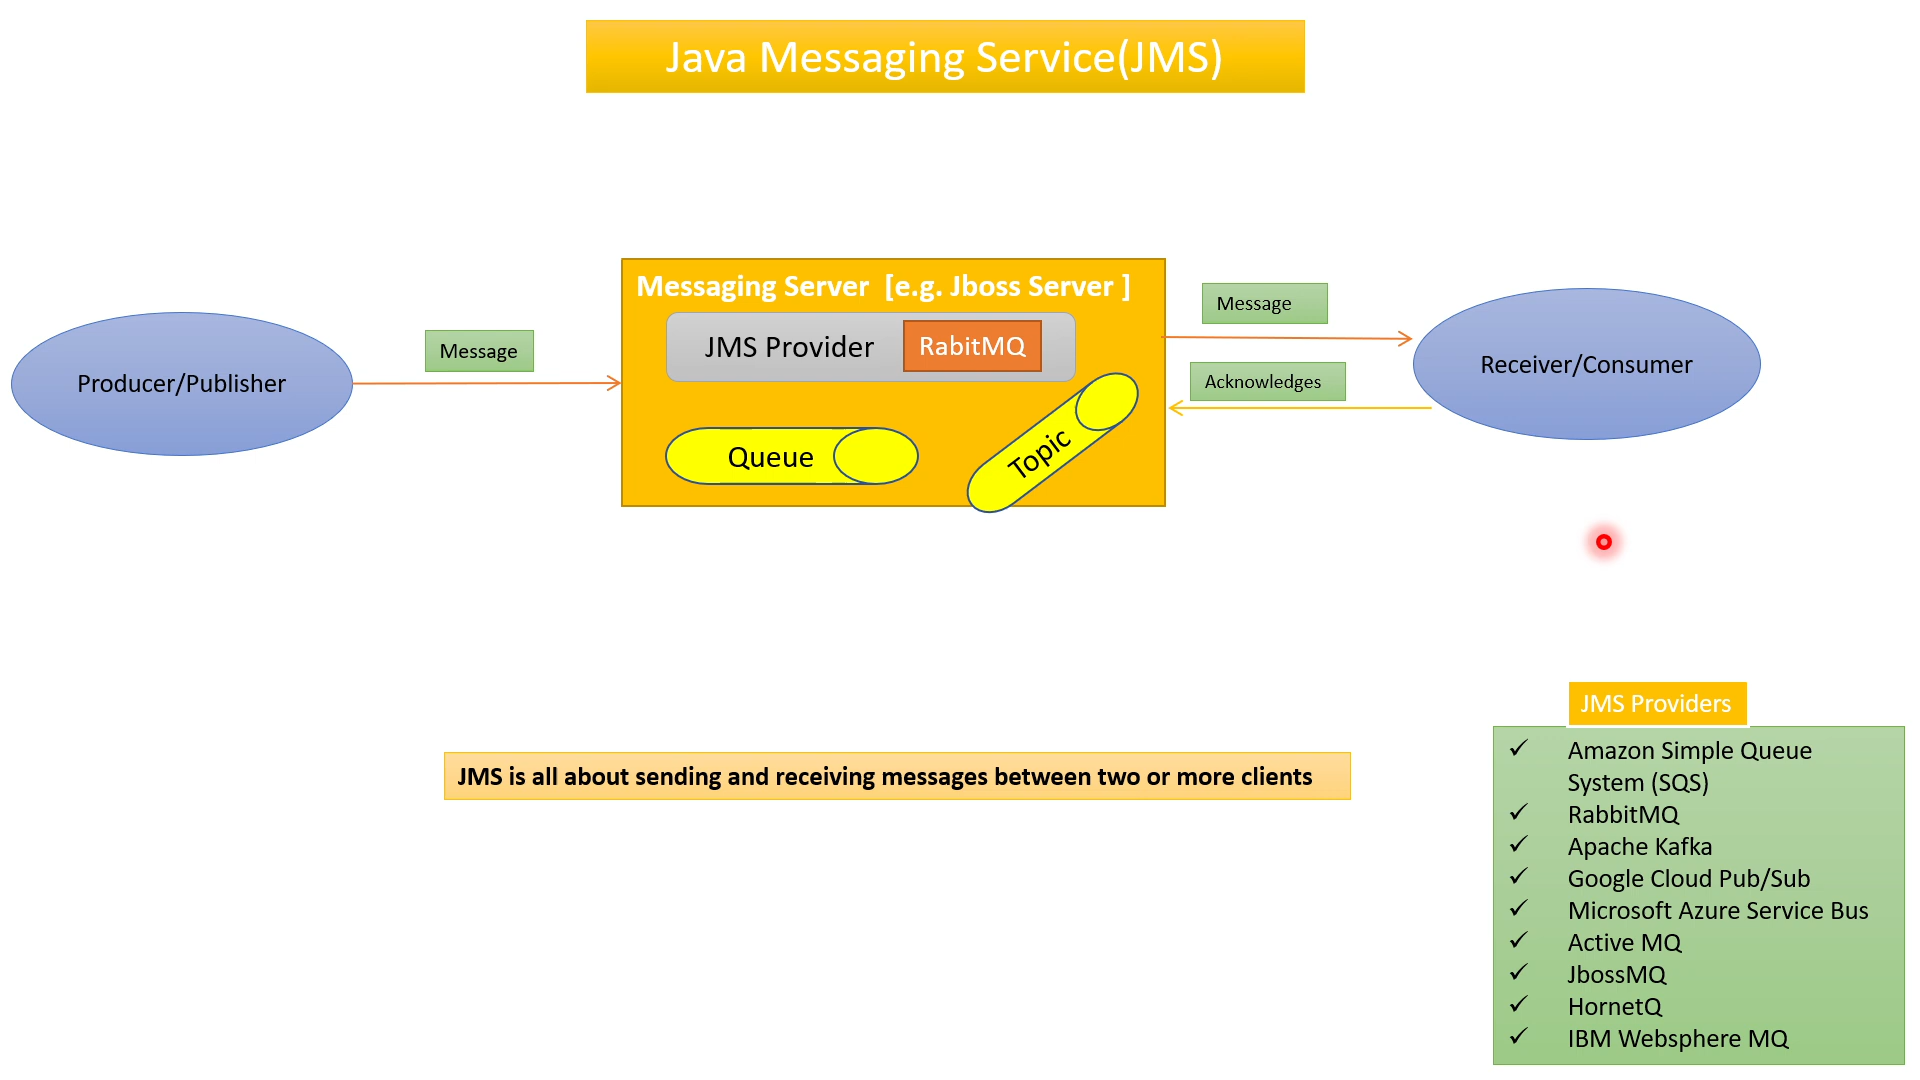 Java Messaging Service(JMS)
Messaging Server [e.g. Jboss Server ]
JMS Provider
RabitMQ
Message
Producer/Publisher
Message
Acknowledges
Receiver/Consumer
Queue
Topic
JMS is all about sending and receiving messages between two or more clients
JMS Providers
✓ Amazon Simple Queue
System (SQS)
✓ RabbitMQ
✓ Apache Kafka
✓ Google Cloud Pub/Sub
✓ Microsoft Azure Service Bus
✓ Active MQ
✓ JbossMQ
✓ HornetQ
✓ IBM Websphere MQ